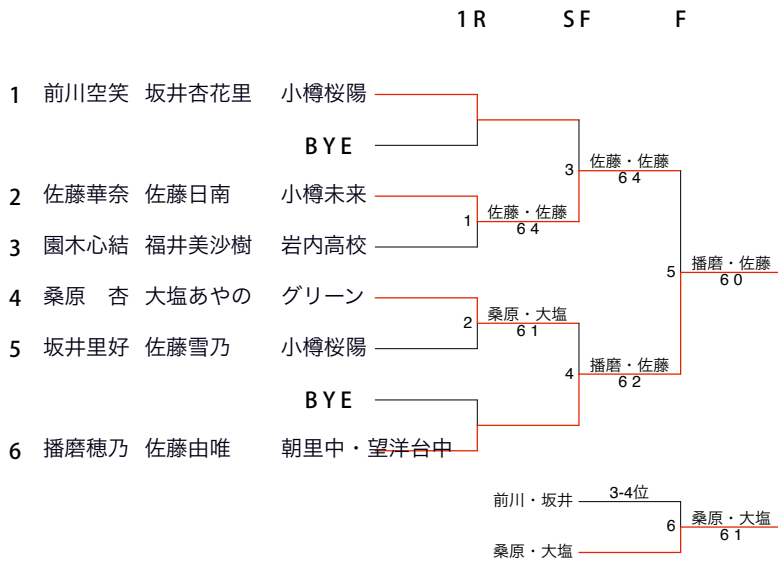 1 R S F F
1 前川空笑 坂井杏花里 小樽桜陽
B Y E
3 佐藤・佐藤
6 4
2 佐藤華奈 佐藤日南 小樽未来
1 佐藤・佐藤
6 4
3 園木心結 福井美沙樹 岩内高校
5 播磨・佐藤
6 0
4 桑原 杏 大塩あやの グリーン
2 桑原・大塩
6 1
5 坂井里好 佐藤雪乃 小樽桜陽
4 播磨・佐藤
6 2
B Y E
6 播磨穂乃 佐藤由唯 朝里中・望洋台中
前川・坂井 3-4位
6 桑原・大塩
6 1
桑原・大塩